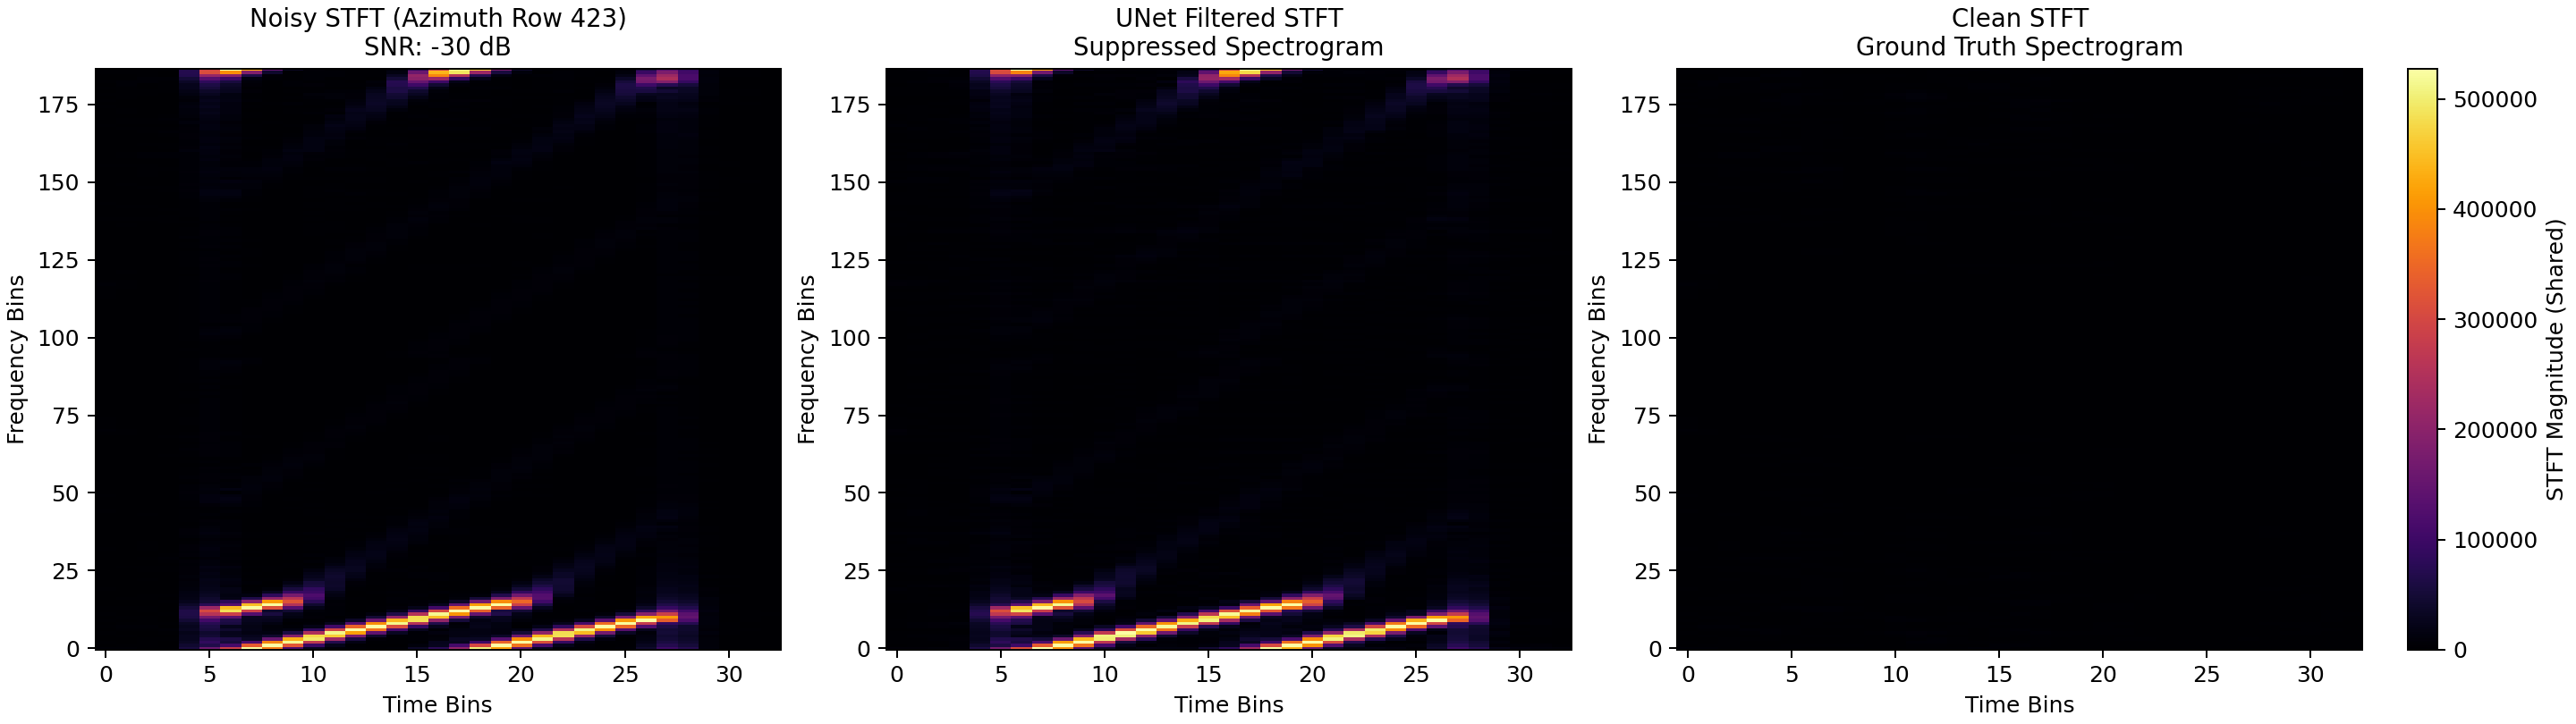 Noisy STFT (Azimuth Row 423)
SNR: -30 dB
Frequency Bins
175
150
125
100
75
50
25
0
0 5 10 15 20 25 30
Time Bins
UNet Filtered STFT
Suppressed Spectrogram
Frequency Bins
175
150
125
100
75
50
25
0
0 5 10 15 20 25 30
Time Bins
Clean STFT
Ground Truth Spectrogram
Frequency Bins
175
150
125
100
75
50
25
0
0 5 10 15 20 25 30
Time Bins
500000
400000
300000
200000
100000
0
STFT Magnitude (Shared)